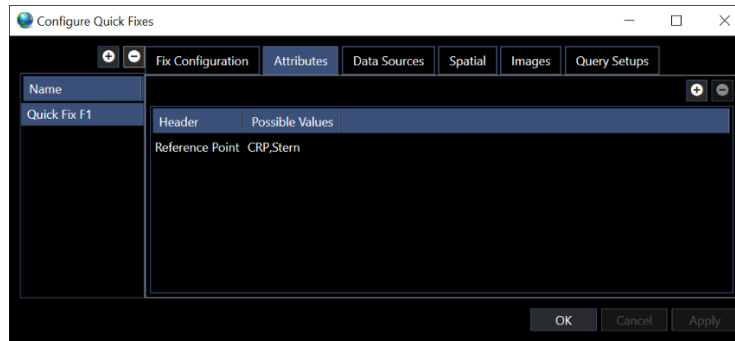 Configure Quick Fixes
Fix Configuration Attributes Data Sources Spatial Images Query Setups
Name
Quick Fix F1
Header Possible Values
Reference Point CRP,Stern
OK Cancel Apply